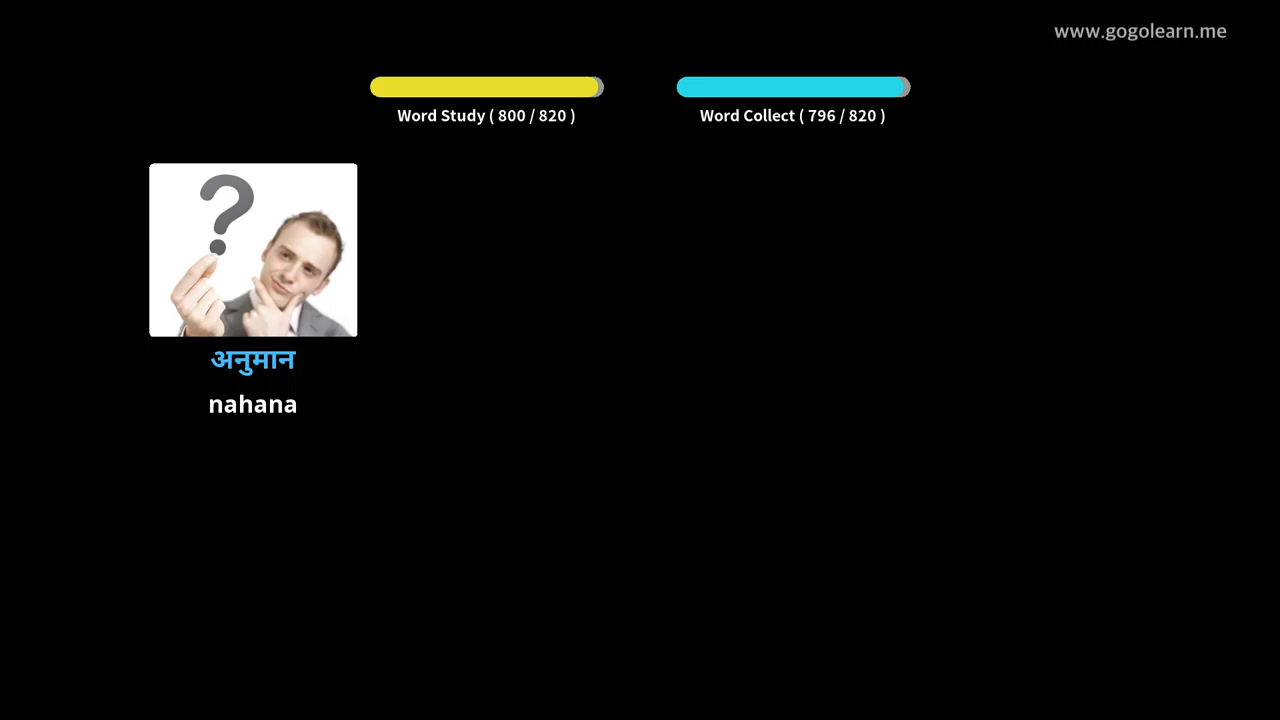 www.gogolearn.me
Word Study ( 800 / 820 )
Word Collect ( 796 / 820 )
?
अनुमान
nahana